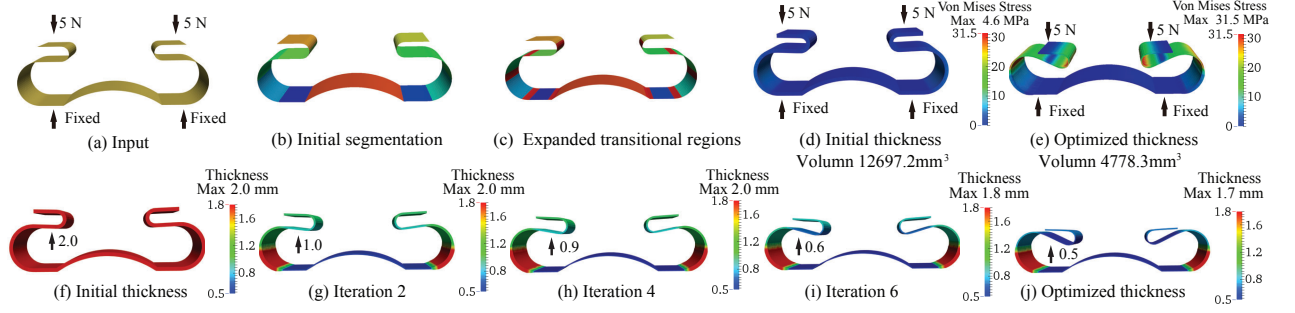 5 N
5 N
Fixed
Fixed
(a) Input
(b) Initial segmentation
(c) Expanded transitional regions
5 N
5 N
Fixed
Fixed
Von Mises Stress
Max 4.6 MPa
31.5
30
20
10
0
(d) Initial thickness
Volumn 12697.2mm³
5 N
5 N
Fixed
Fixed
Von Mises Stress
Max 31.5 MPa
31.5
30
20
10
0
(e) Optimized thickness
Volumn 4778.3mm³
2.0
Thickness
Max 2.0 mm
1.8
1.6
1.2
0.8
0.5
(f) Initial thickness
1.0
Thickness
Max 2.0 mm
1.8
1.6
1.2
0.8
0.5
(g) Iteration 2
0.9
Thickness
Max 2.0 mm
1.8
1.6
1.2
0.8
0.5
(h) Iteration 4
0.6
Thickness
Max 1.8 mm
1.8
1.6
1.2
0.8
0.5
(i) Iteration 6
0.5
Thickness
Max 1.7 mm
1.8
1.6
1.2
0.8
0.5
(j) Optimized thickness